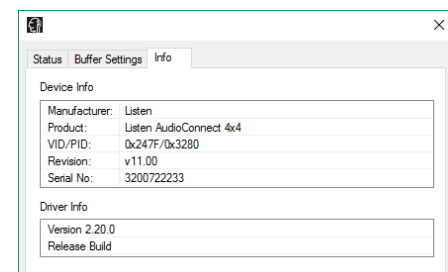 Status Buffer Settings Info
Device Info
Manufacturer: Listen
Product: Listen AudioConnect 4x4
VID/PID: 0x247F/0x3280
Revision: v11.00
Serial No: 3200722233
Driver Info
Version 2.20.0
Release Build